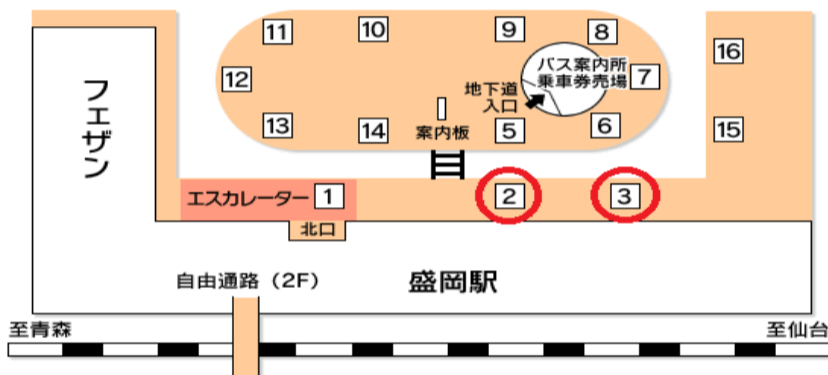 11
10
9
8
16
バス案内所
乗車券売場
7
12
地下道
入口
フェザン
13
14
案内板
5
6
15
エスカレーター
1
2
3
北口
自由通路（2F）
盛岡駅
至青森
至仙台